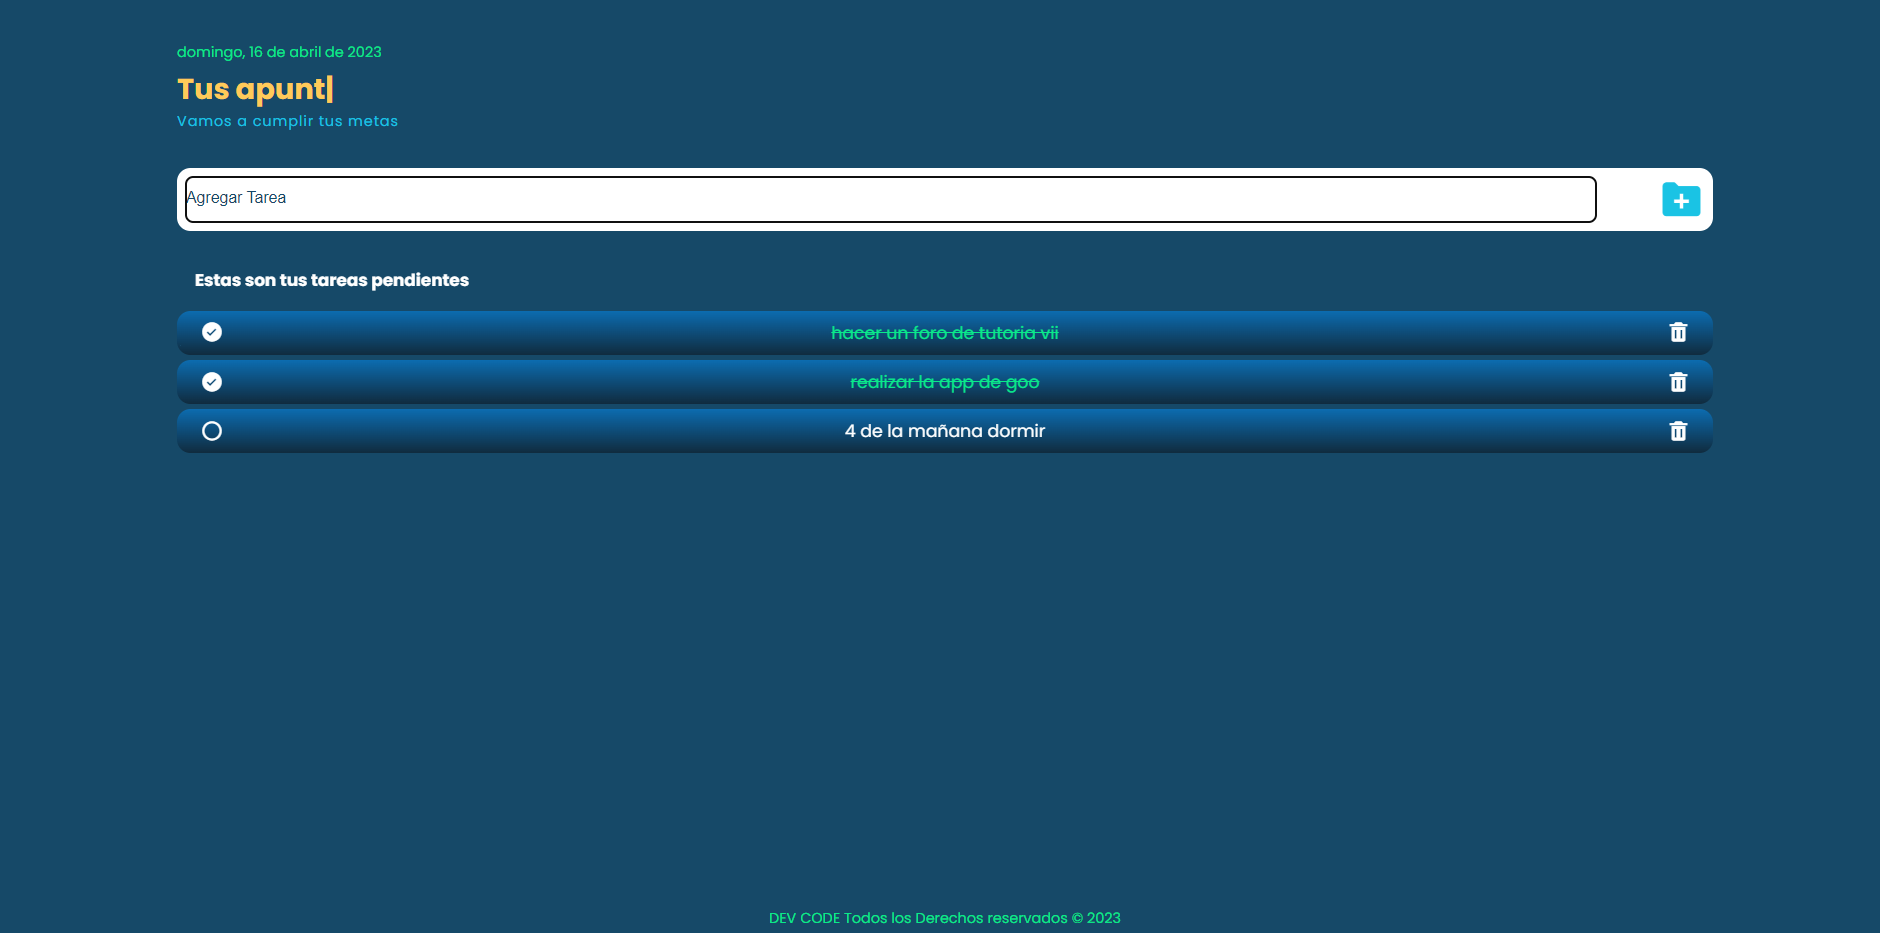 domingo, 16 de abril de 2023
Tus apunt|
Vamos a cumplir tus metas
Agregar Tarea
Estas son tus tareas pendientes
hacer un foro de tutoria vii
realizar la app de goo
4 de la mañana dormir
DEV CODE Todos los Derechos reservados © 2023